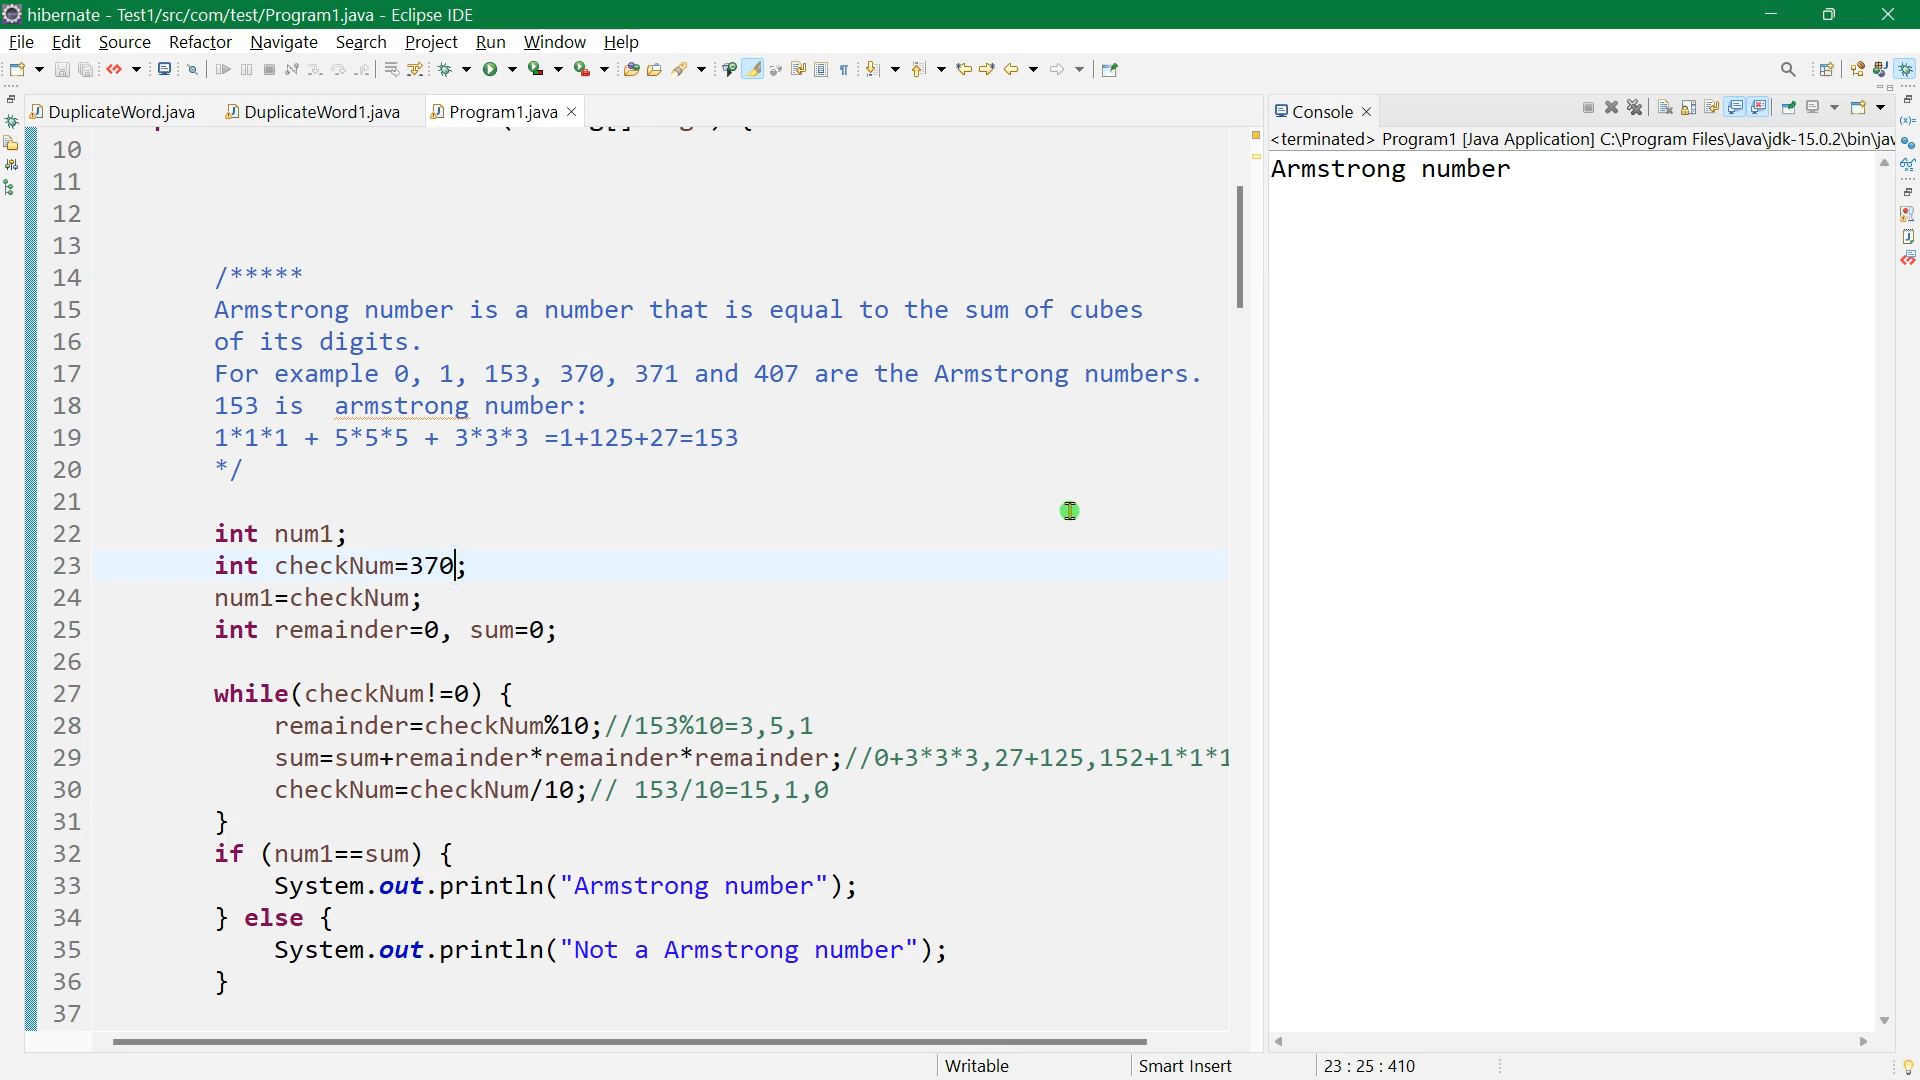 hibernate - Test1/src/com/test/Program1.java - Eclipse IDE
File Edit Source Refactor Navigate Search Project Run Window Help
DuplicateWord.java DuplicateWord1.java Program1.java
Console
<terminated> Program1 [Java Application] C:\Program Files\Java\jdk-15.0.2\bin\jav
Armstrong number
10
11
12
13
14 /*****
15 Armstrong number is a number that is equal to the sum of cubes
16 of its digits.
17 For example 0, 1, 153, 370, 371 and 407 are the Armstrong numbers.
18 153 is  armstrong number:
19 1*1*1 + 5*5*5 + 3*3*3 =1+125+27=153
20 */
21
22 int num1;
23 int checkNum=370;
24 num1=checkNum;
25 int remainder=0, sum=0;
26
27 while(checkNum!=0) {
28 remainder=checkNum%10;//153%10=3,5,1
29 sum=sum+remainder*remainder*remainder;//0+3*3*3,27+125,152+1*1*1
30 checkNum=checkNum/10;// 153/10=15,1,0
31 }
32 if (num1==sum) {
33 System.out.println("Armstrong number");
34 } else {
35 System.out.println("Not a Armstrong number");
36 }
37
Writable Smart Insert 23 : 25 : 410